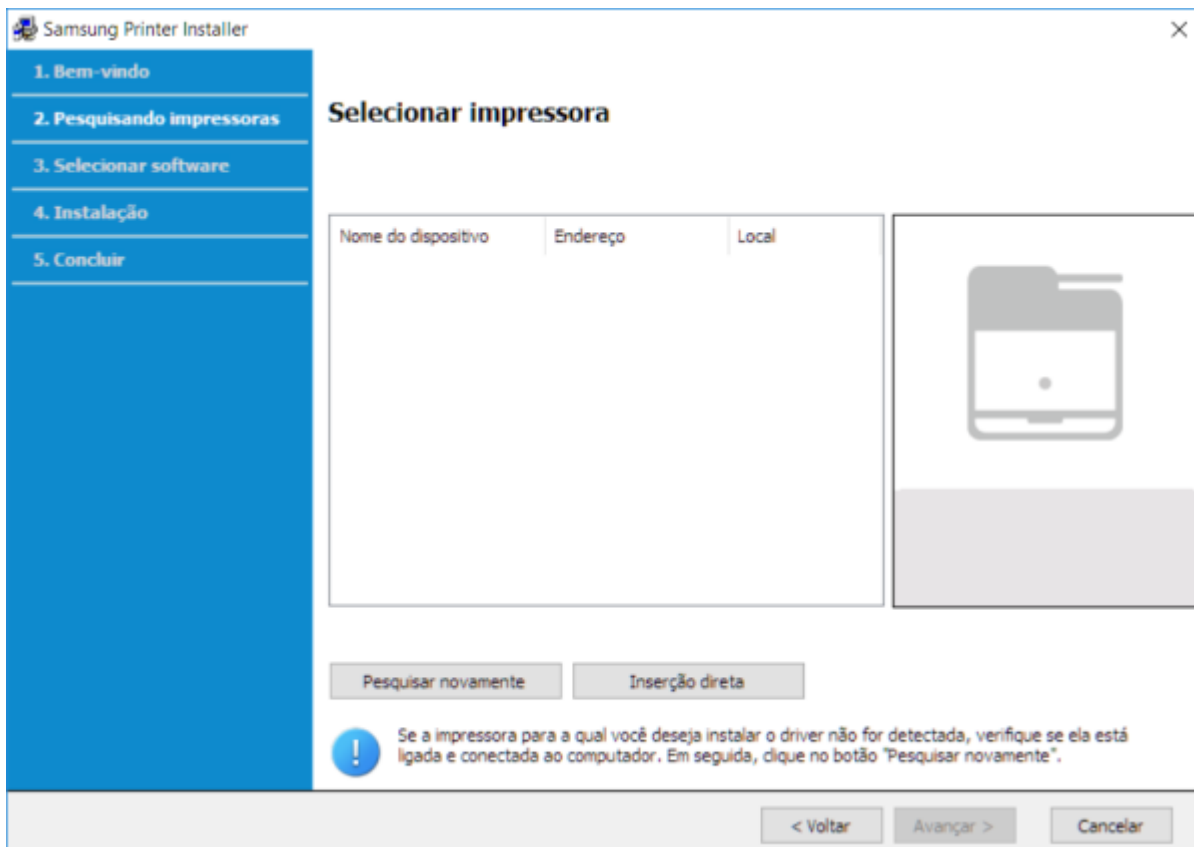 Samsung Printer Installer
1. Bem-vindo
2. Pesquisando impressoras
3. Selecionar software
4. Instalação
5. Concluir
Selecionar impressora
Nome do dispositivo Endereço Local
Pesquisar novamente Inserção direta
Se a impressora para a qual você deseja instalar o driver não for detectada, verifique se ela está
ligada e conectada ao computador. Em seguida, clique no botão "Pesquisar novamente".
< Voltar Avançar > Cancelar